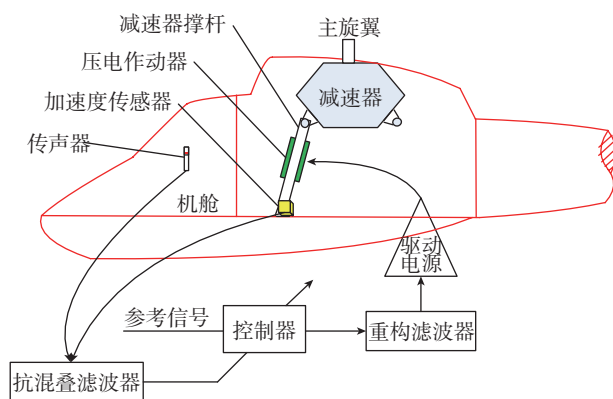 减速器撑杆
主旋翼
压电作动器
减速器
加速度传感器
传声器
机舱
驱动
电源
参考信号
控制器
重构滤波器
抗混叠滤波器